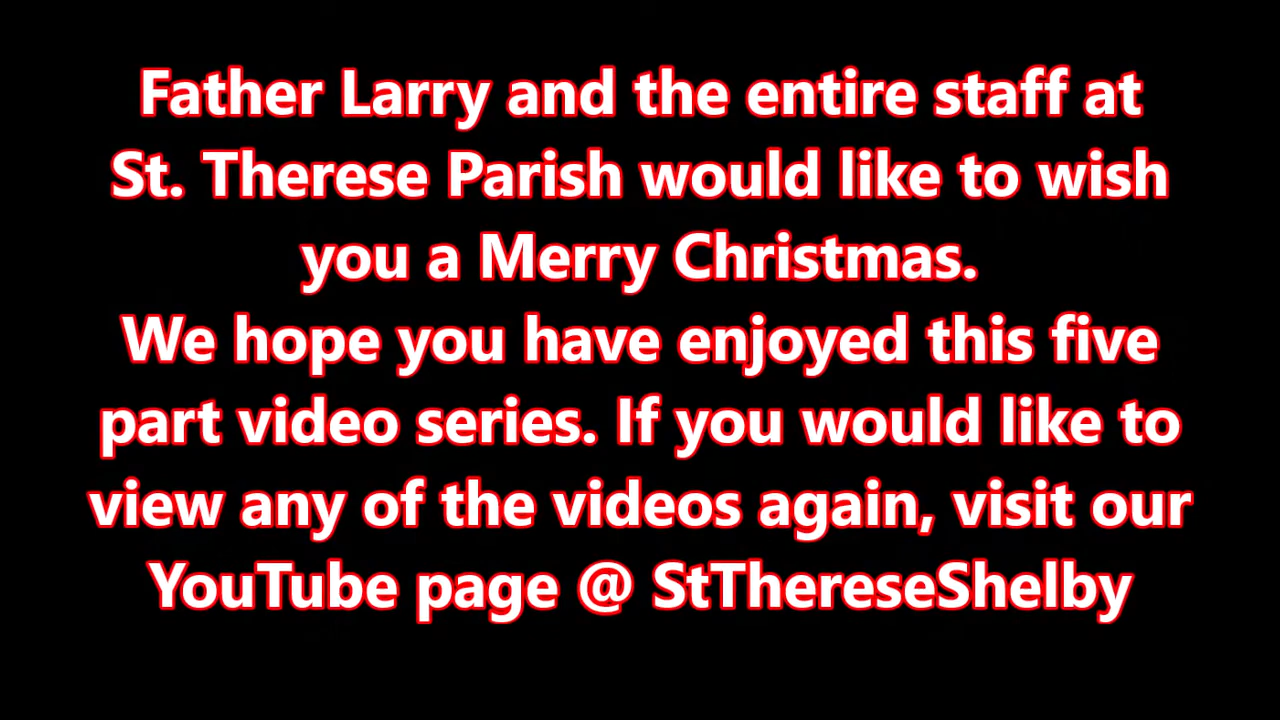 Father Larry and the entire staff at
St. Therese Parish would like to wish
you a Merry Christmas.
We hope you have enjoyed this five
part video series. If you would like to
view any of the videos again, visit our
YouTube page @ StThereseShelby